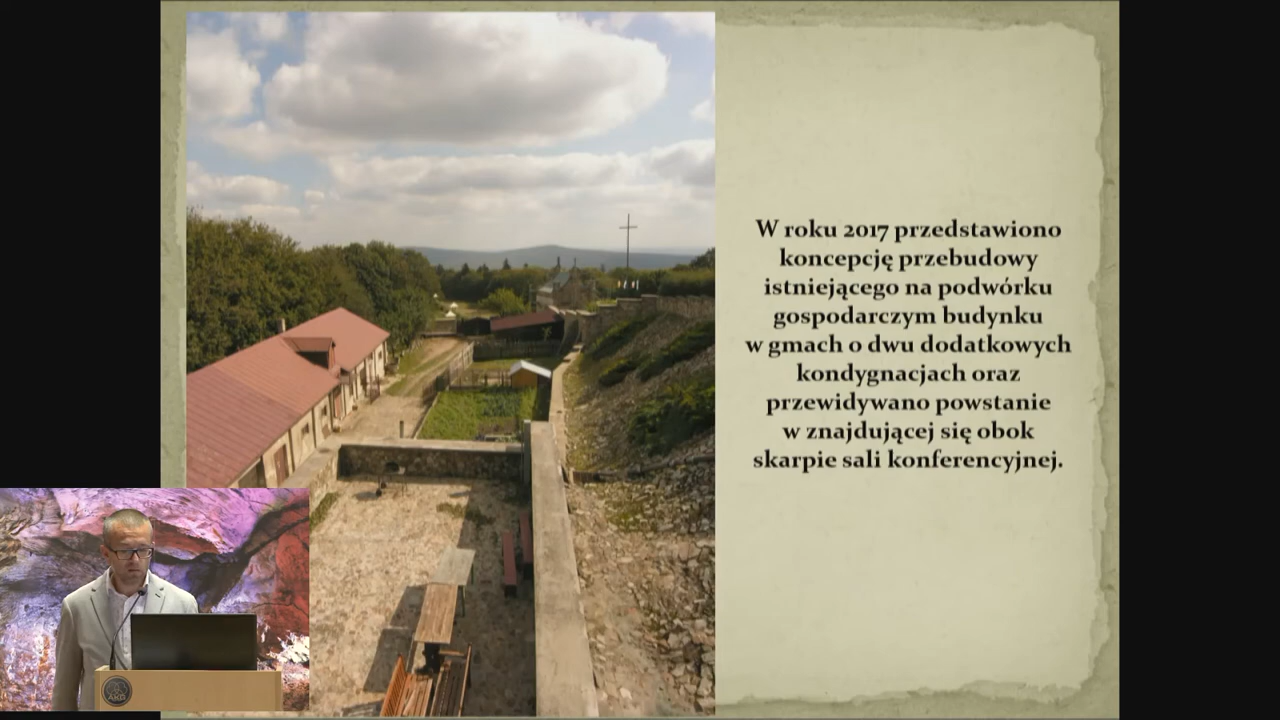 W roku 2017 przedstawiono
koncepcję przebudowy
istniejącego na podwórku
gospodarczym budynku
w gmach o dwu dodatkowych
kondygnacjach oraz
przewidywano powstanie
w znajdującej się obok
skarpie sali konferencyjnej.